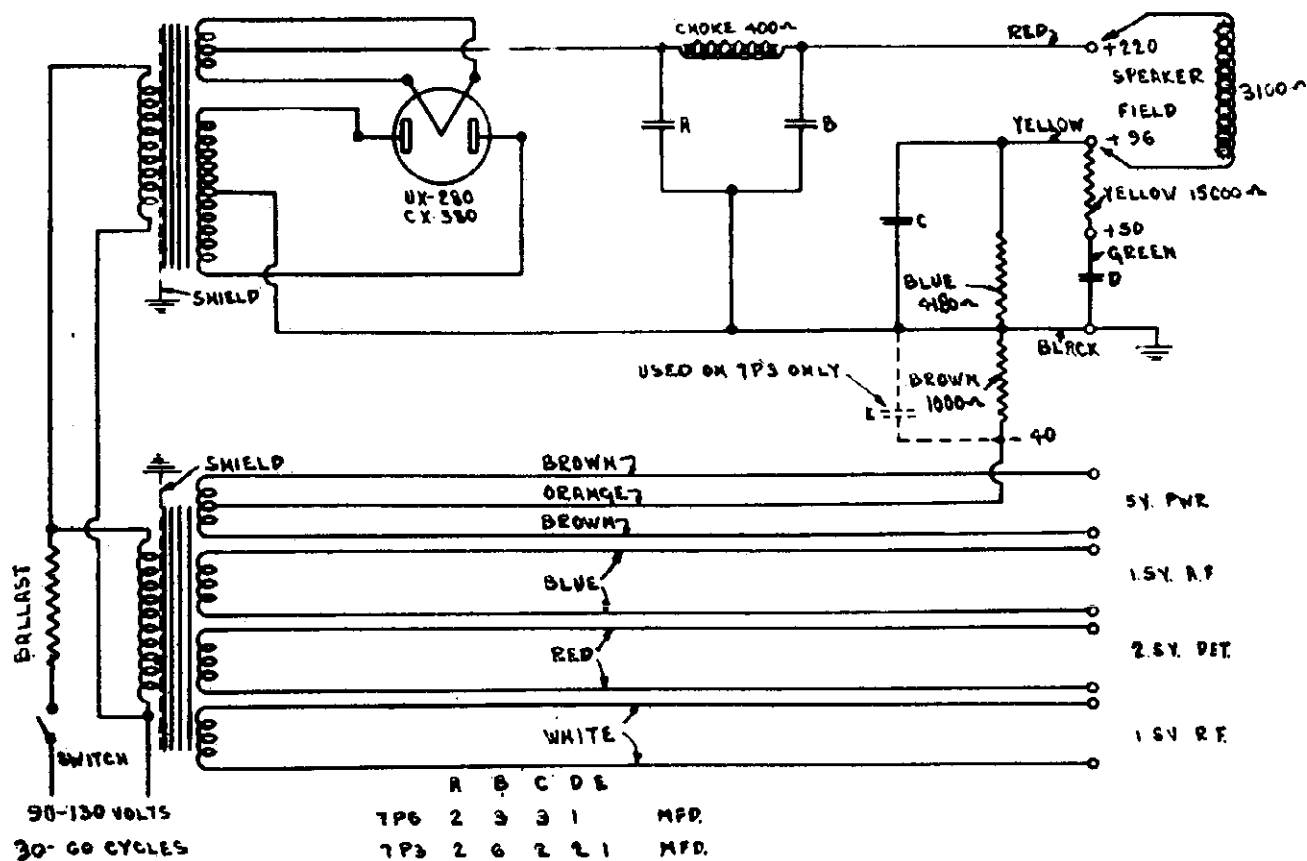 CHOKE 400~
RED
+220
SPEAKER
FIELD
3100~
+96
YELLOW
A
B
UX-280
CX-380
YELLOW 15000~
+50
GREEN
C
D
SHIELD
BLUE
4180~
BLACK
USED ON 7P3 ONLY
BROWN
1000~
E
-40
SHIELD
BROWN
ORANGE
BROWN
5V. PWR
BLUE
1.5V. A.F
BALLAST
RED
2.5V. DET.
WHITE
1.5V R.F.
SWITCH
A B C D E
90-130 VOLTS
7P6 2 3 3 1 MFD.
30-60 CYCLES
7P3 2 6 2 2 1 MFD.